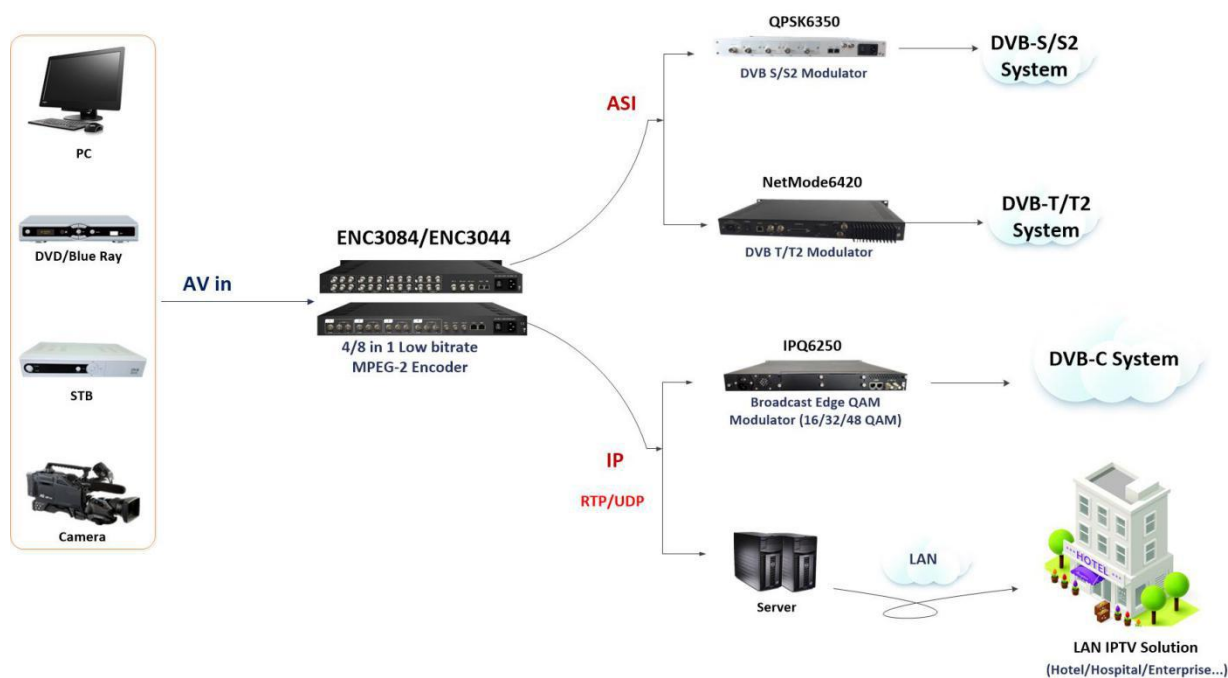 PC
DVD/Blue Ray
STB
Camera
AV in
ENC3084/ENC3044
4/8 in 1 Low bitrate
MPEG-2 Encoder
ASI
QPSK6350
DVB S/S2 Modulator
DVB-S/S2
System
NetMode6420
DVB T/T2 Modulator
DVB-T/T2
System
IP
RTP/UDP
IPQ6250
Broadcast Edge QAM
Modulator (16/32/48 QAM)
DVB-C System
Server
LAN
HOTEL
LAN IPTV Solution
(Hotel/Hospital/Enterprise...)